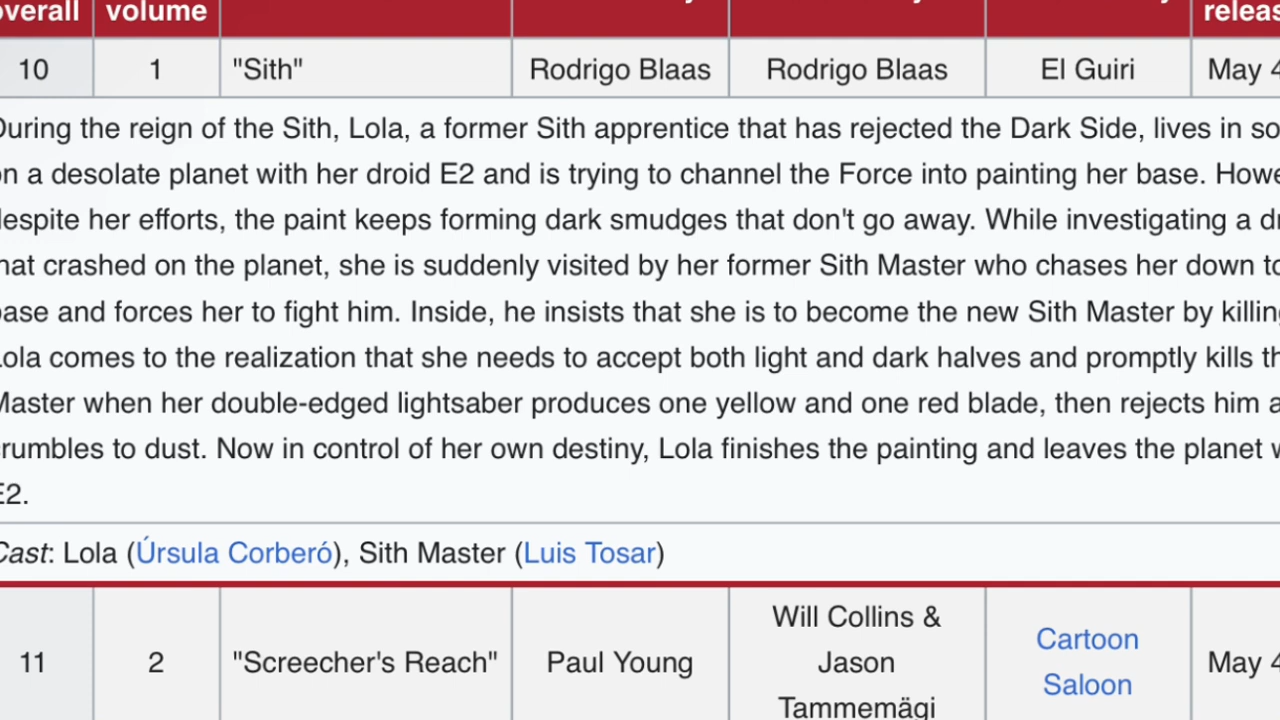 overall volume releas
10 1 "Sith" Rodrigo Blaas Rodrigo Blaas El Guiri May 4
During the reign of the Sith, Lola, a former Sith apprentice that has rejected the Dark Side, lives in so
on a desolate planet with her droid E2 and is trying to channel the Force into painting her base. Howe
despite her efforts, the paint keeps forming dark smudges that don't go away. While investigating a d
hat crashed on the planet, she is suddenly visited by her former Sith Master who chases her down to
base and forces her to fight him. Inside, he insists that she is to become the new Sith Master by killing
Lola comes to the realization that she needs to accept both light and dark halves and promptly kills th
Master when her double-edged lightsaber produces one yellow and one red blade, then rejects him a
crumbles to dust. Now in control of her own destiny, Lola finishes the painting and leaves the planet w
E2.
Cast: Lola (Úrsula Corberó), Sith Master (Luis Tosar)
11 2 "Screecher's Reach" Paul Young Will Collins & Jason Tammemägi Cartoon Saloon May 4